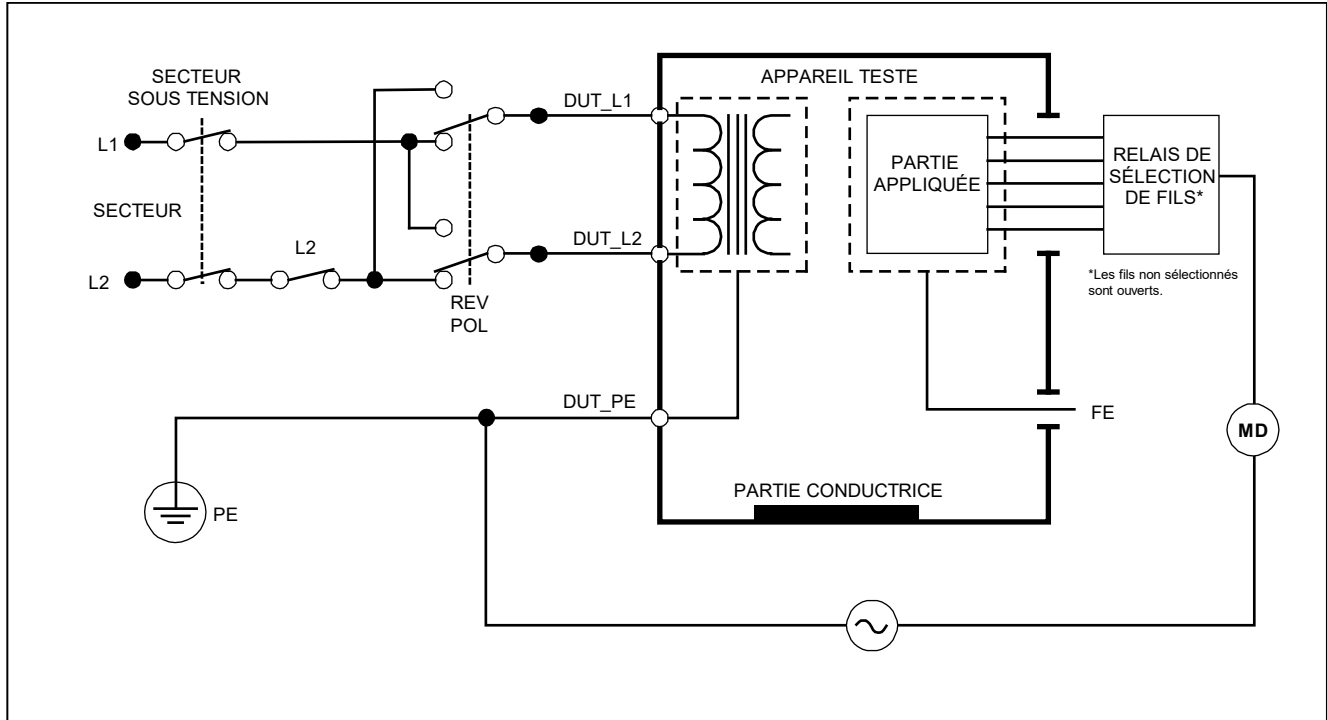 SECTEUR
SOUS TENSION
L1
SECTEUR
L2
L2
REV
POL
DUT_L1
DUT_L2
DUT_PE
PE
APPAREIL TESTE
PARTIE
APPLIQUÉE
RELAIS DE
SÉLECTION
DE FILS*
*Les fils non sélectionnés
sont ouverts.
FE
MD
PARTIE CONDUCTRICE